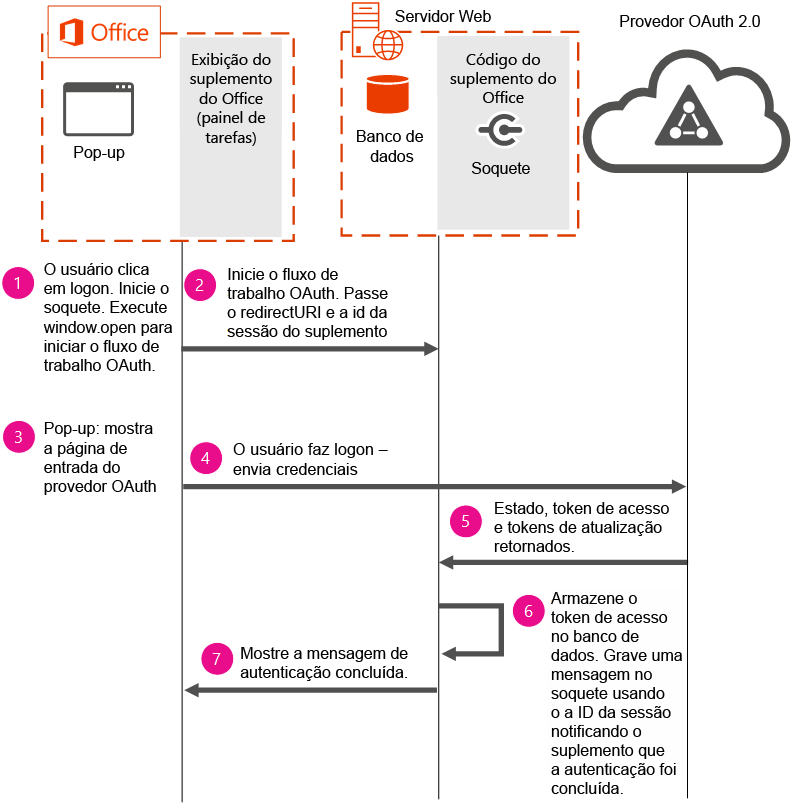 Office
Pop-up
Exibição do
suplemento
do Office
(painel de
tarefas)
Servidor Web
Banco de
dados
Código do
suplemento do
Office
Soquete
Provedor OAuth 2.0
1
O usuário clica
em logon. Inicie o
soquete. Execute
window.open para
iniciar o fluxo de
trabalho OAuth.
2
Inicie o fluxo de
trabalho OAuth. Passe
o redirectURI e a id da
sessão do suplemento
3
Pop-up: mostra
a página de
entrada do
provedor OAuth
4
O usuário faz logon –
envia credenciais
5
Estado, token de acesso
e tokens de atualização
retornados.
6
Armazene o
token de acesso
no banco de
dados. Grave uma
mensagem no
soquete usando
o a ID da sessão
notificando o
suplemento que
a autenticação foi
concluída.
7
Mostre a mensagem de
autenticação concluída.